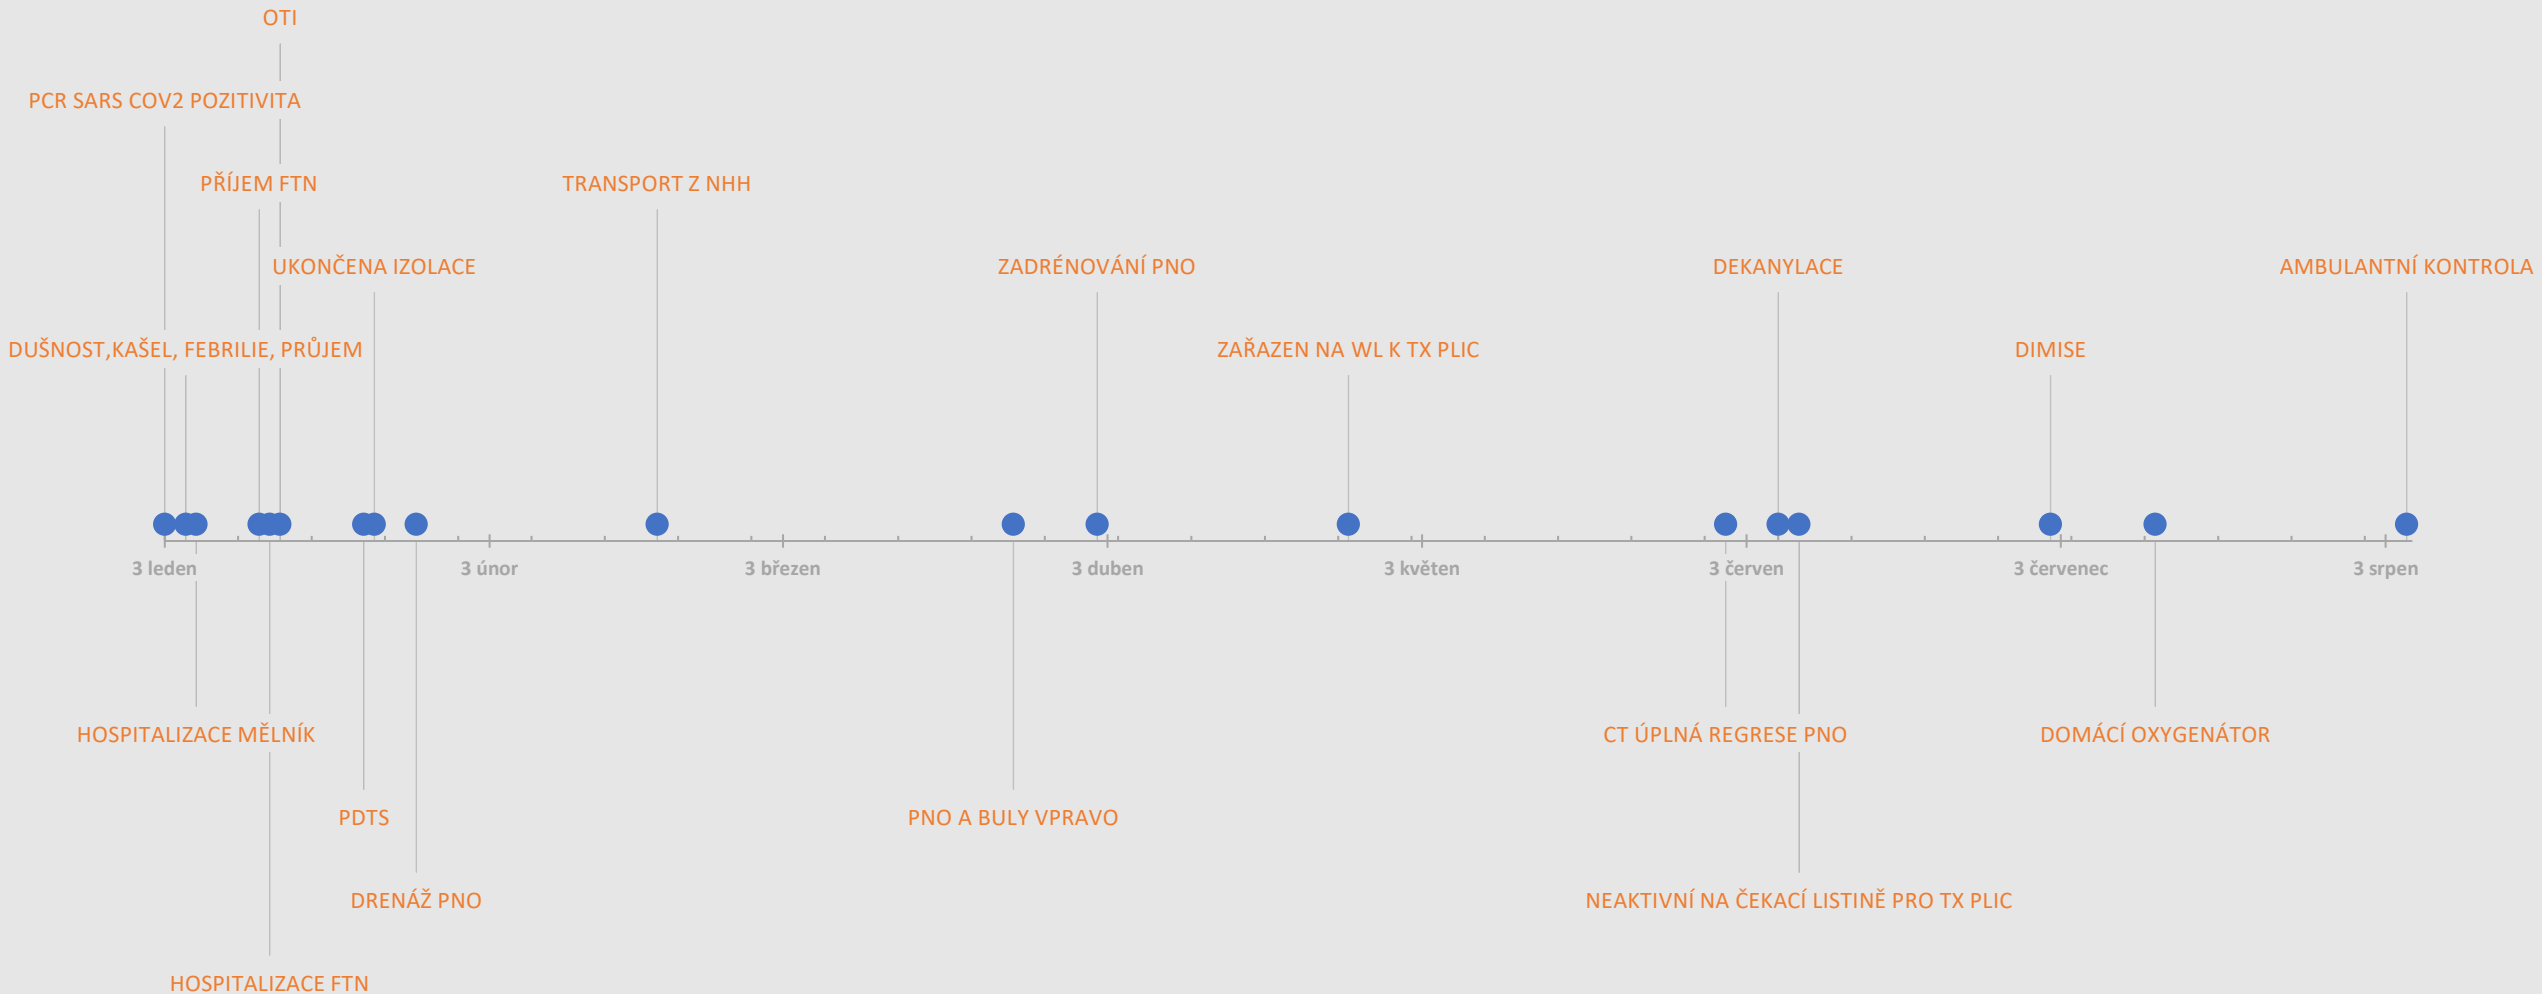 OTI
PCR SARS COV2 POZITIVITA
PŘÍJEM FTN
TRANSPORT Z NHH
UKONČENA IZOLACE
ZADRÉNOVÁNÍ PNO
DEKANYLACE
AMBULANTNÍ KONTROLA
DUŠNOST,KAŠEL, FEBRILIE, PRŮJEM
ZAŘAZEN NA WL K TX PLIC
DIMISE
3 leden
3 únor
3 březen
3 duben
3 květen
3 červen
3 červenec
3 srpen
HOSPITALIZACE MĚLNÍK
CT ÚPLNÁ REGRESE PNO
DOMÁCÍ OXYGENÁTOR
PDTS
PNO A BULY VPRAVO
DRENÁŽ PNO
NEAKTIVNÍ NA ČEKACÍ LISTINĚ PRO TX PLIC
HOSPITALIZACE FTN